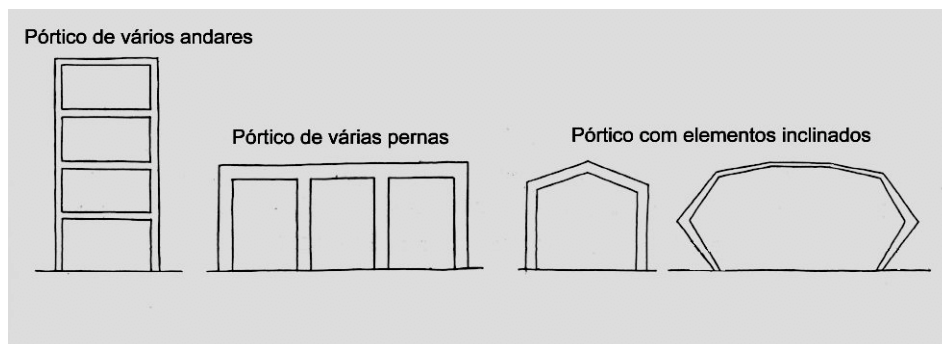 Pórtico de vários andares
Pórtico de várias pernas
Pórtico com elementos inclinados